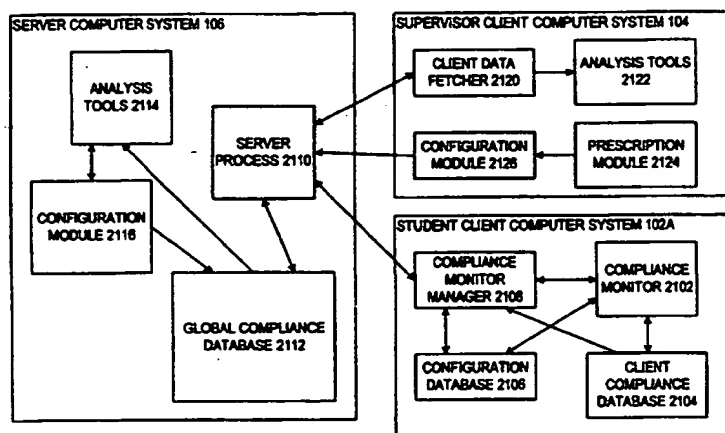 SERVER COMPUTER SYSTEM 106
ANALYSIS
TOOLS 2114
SERVER
PROCESS 2110
CONFIGURATION
MODULE 2116
GLOBAL COMPLIANCE
DATABASE 2112
SUPERVISOR CLIENT COMPUTER SYSTEM 104
CLIENT DATA
FETCHER 2120
ANALYSIS TOOLS
2122
CONFIGURATION
MODULE 2126
PRESCRIPTION
MODULE 2124
STUDENT CLIENT COMPUTER SYSTEM 102A
COMPLIANCE
MONITOR
MANAGER 2108
COMPLIANCE
MONITOR 2102
CONFIGURATION
DATABASE 2106
CLIENT
COMPLIANCE
DATABASE 2104